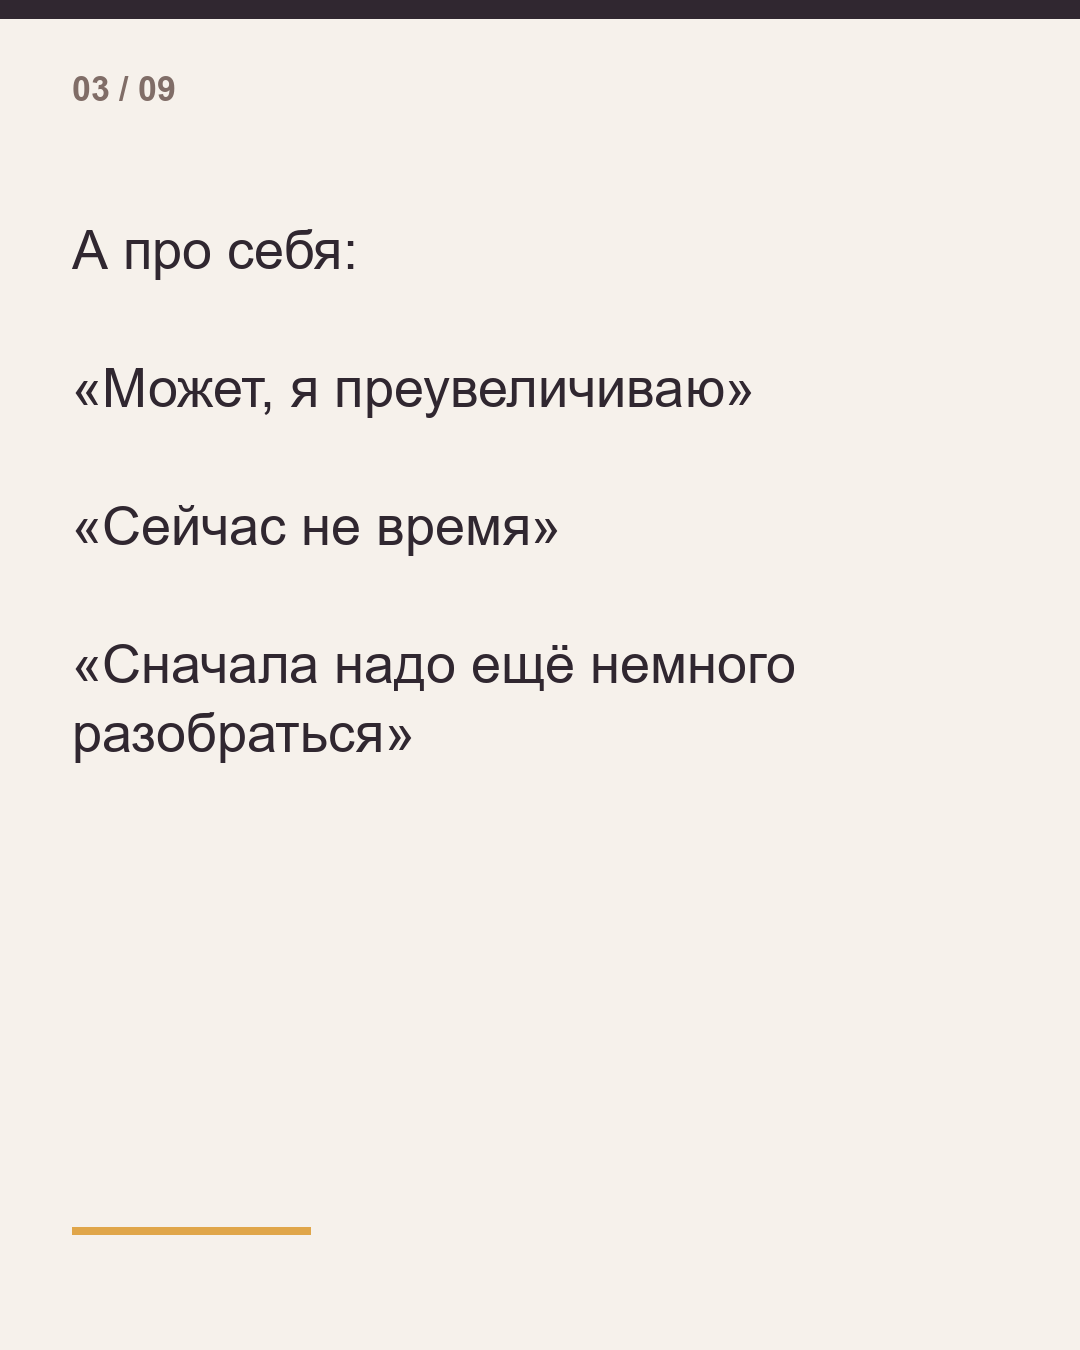 03 / 09
А про себя:
«Может, я преувеличиваю»
«Сейчас не время»
«Сначала надо ещё немного
разобраться»